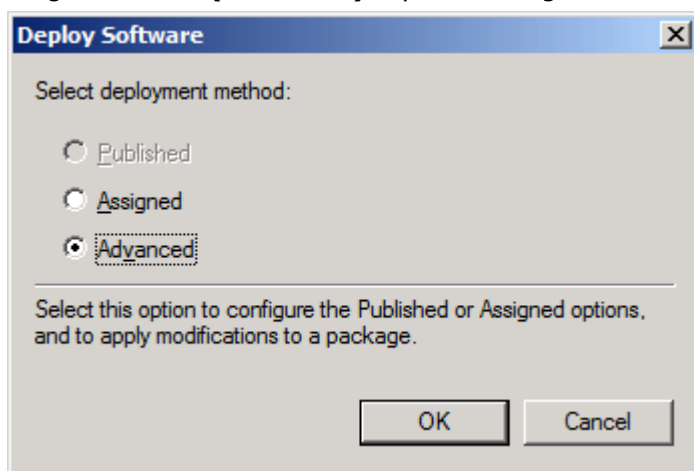 Deploy Software
Select deployment method:
Published
Assigned
Advanced
Select this option to configure the Published or Assigned options,
and to apply modifications to a package.
OK Cancel